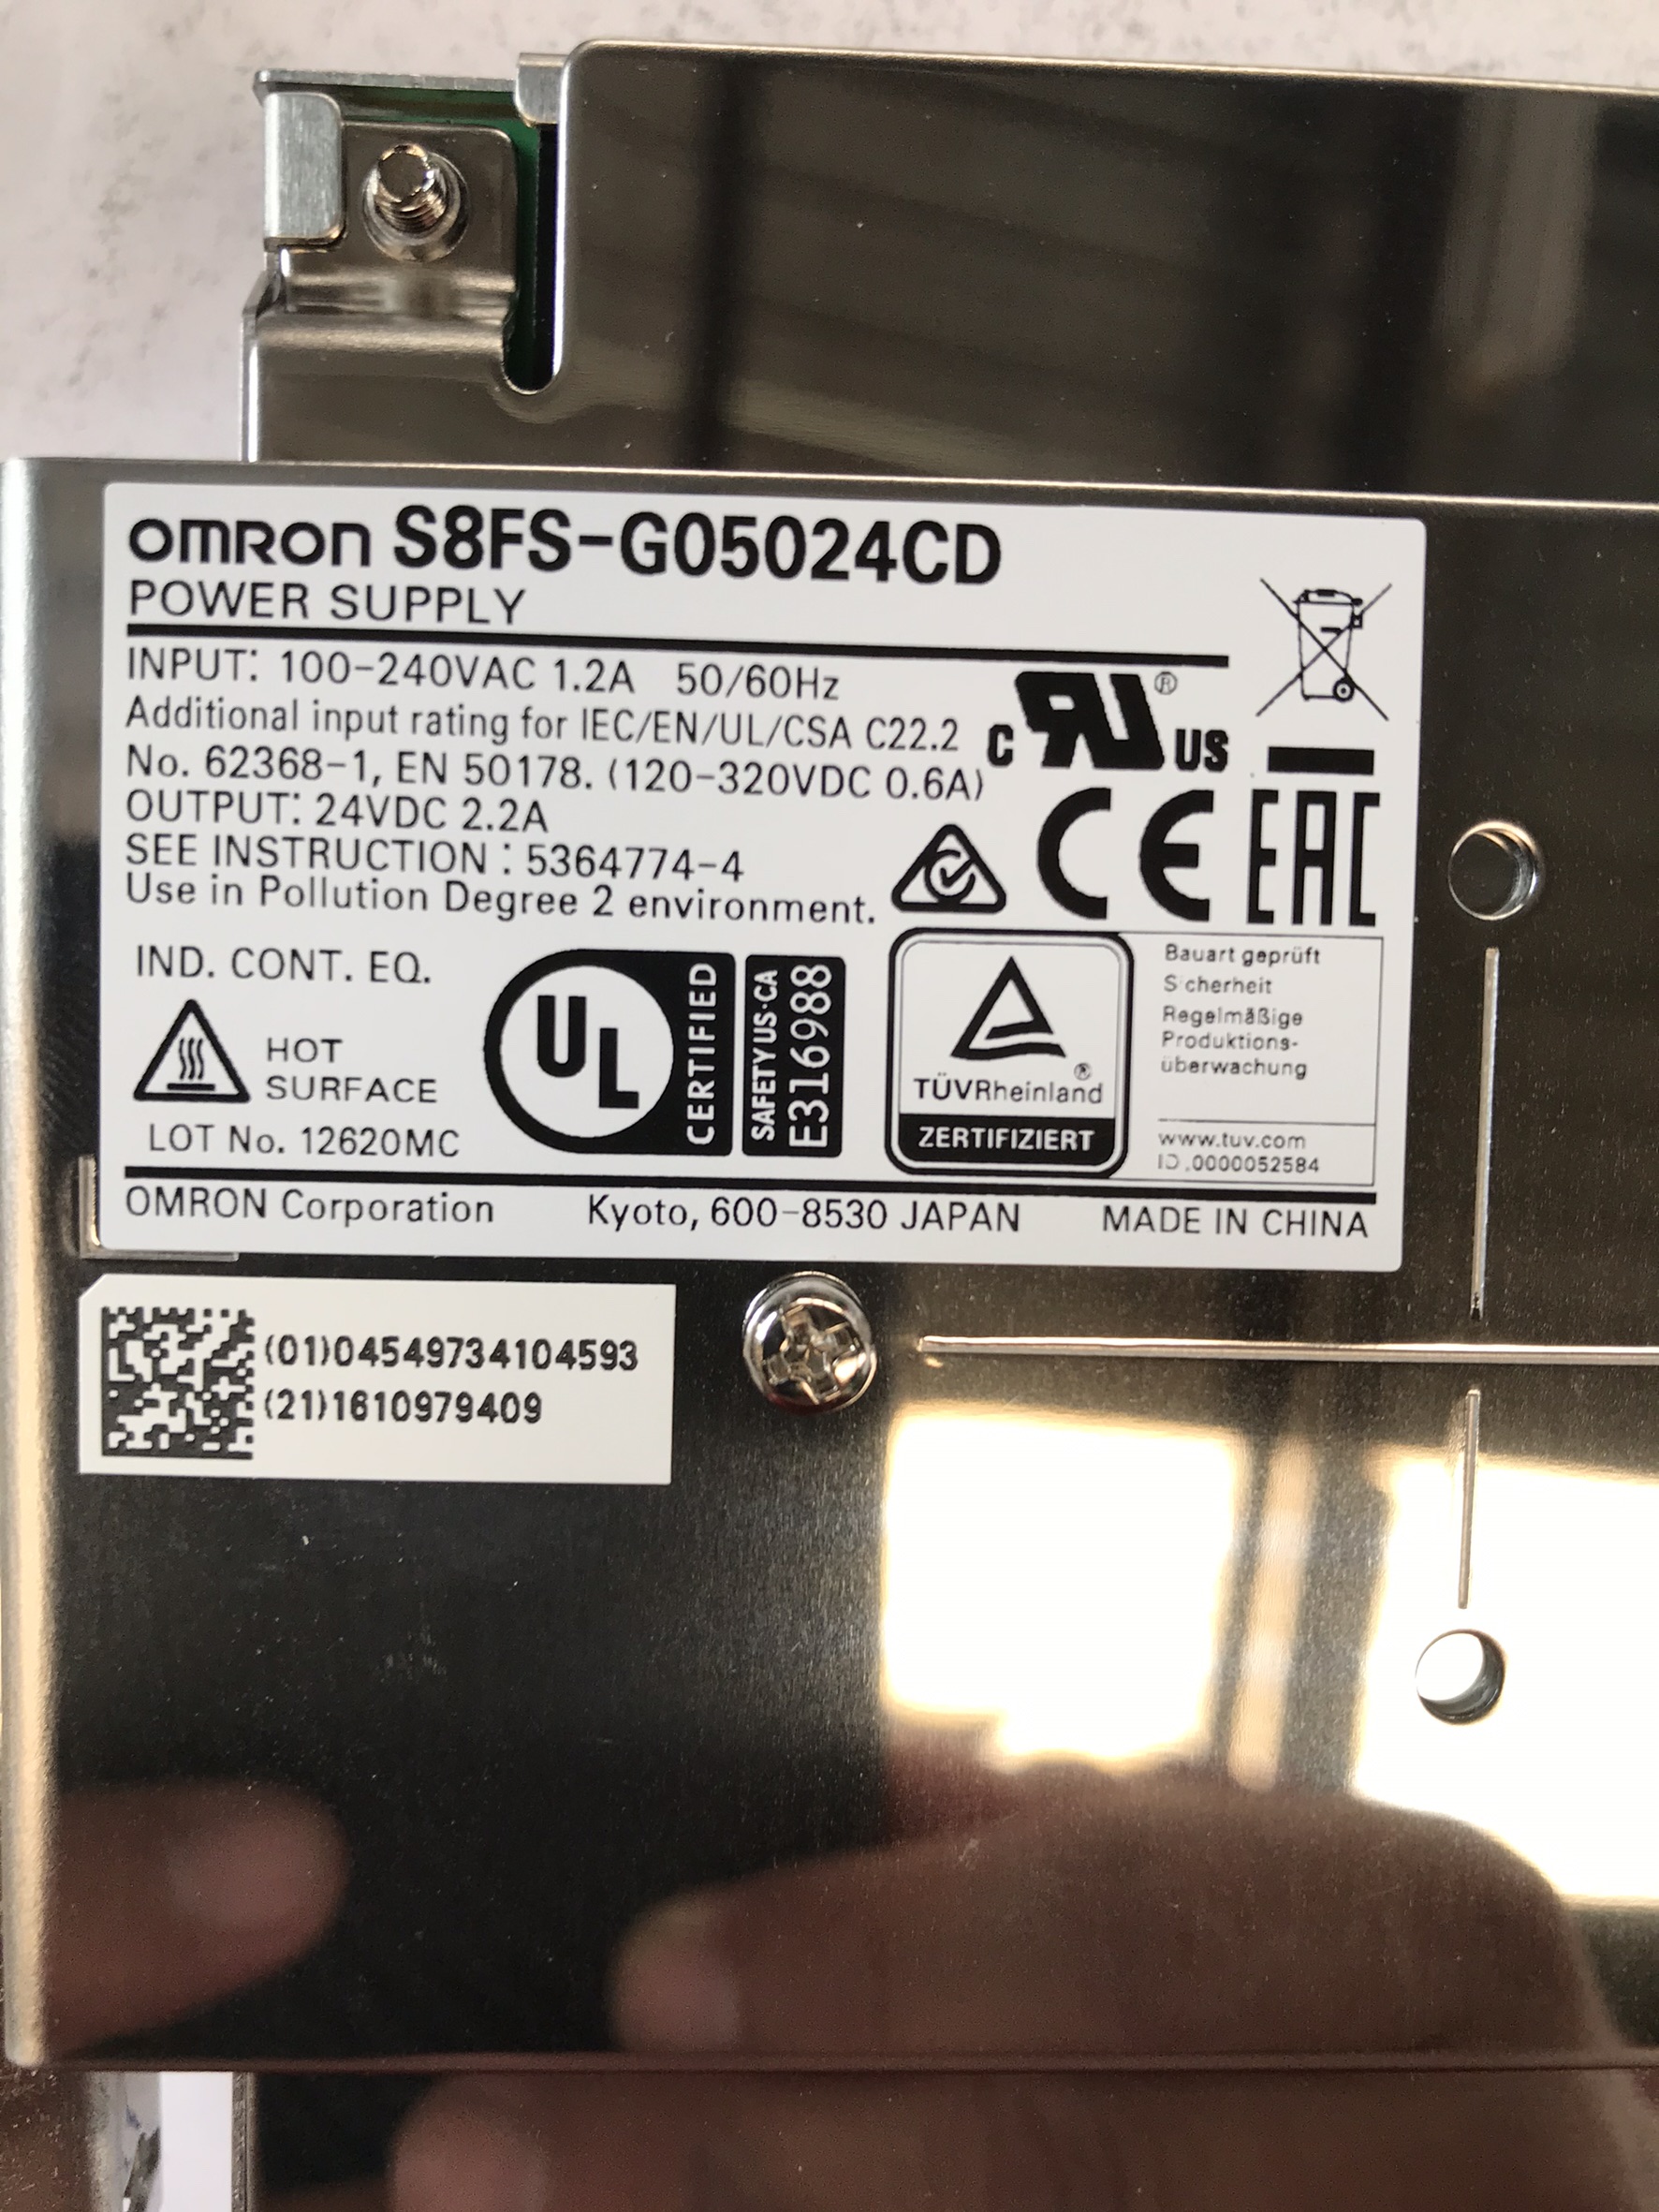 omron S8FS-G05024CD
POWER SUPPLY
INPUT: 100-240VAC 1.2A 50/60Hz
Additional input rating for IEC/EN/UL/CSA C22.2
No. 62368-1, EN 50178. (120-320VDC 0.6A)
OUTPUT: 24VDC 2.2A
SEE INSTRUCTION : 5364774-4
Use in Pollution Degree 2 environment.
C RU® US
CE EAC
IND. CONT. EQ.
HOT
SURFACE
LOT No. 12620MC
UL
CERTIFIED
SAFETY US·CA
E316988
TÜVRheinland®
ZERTIFIZIERT
Bauart geprüft
Sicherheit
Regelmäßige
Produktions-
überwachung
www.tuv.com
ID.0000052584
OMRON Corporation Kyoto, 600-8530 JAPAN MADE IN CHINA
(01)04549734104593
(21)1610979409